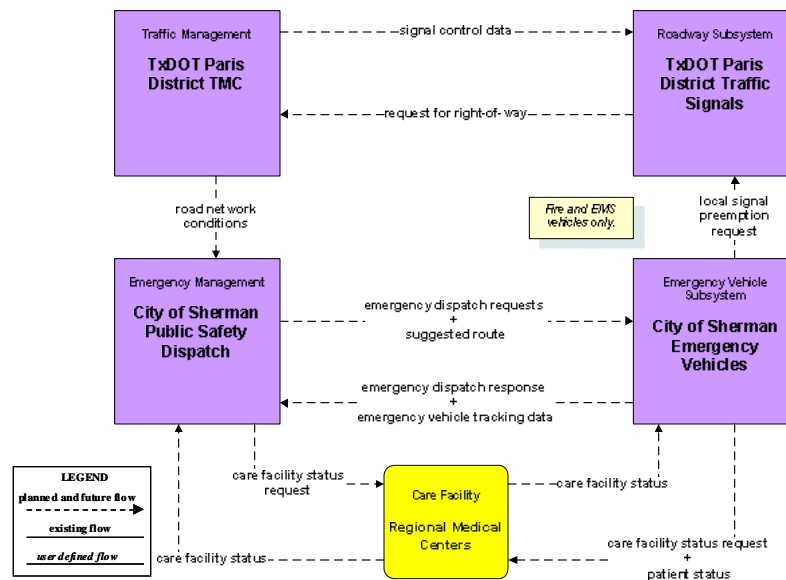 Traffic Management
TxDOT Paris
District TMC
signal control data
Roadway Subsystem
TxDOT Paris
District Traffic
Signals
request for right-of- way
road network
conditions
Fire and EMS
vehicles only.
local signal
preemption
request
Emergency Management
City of Sherman
Public Safety
Dispatch
emergency dispatch requests
+
suggested route
Emergency Vehicle
Subsystem
City of Sherman
Emergency
Vehicles
emergency dispatch response
+
emergency vehicle tracking data
LEGEND
planned and future flow
existing flow
user defined flow
care facility status
request
Care Facility
Regional Medical
Centers
care facility status
care facility status
care facility status request
+
patient status